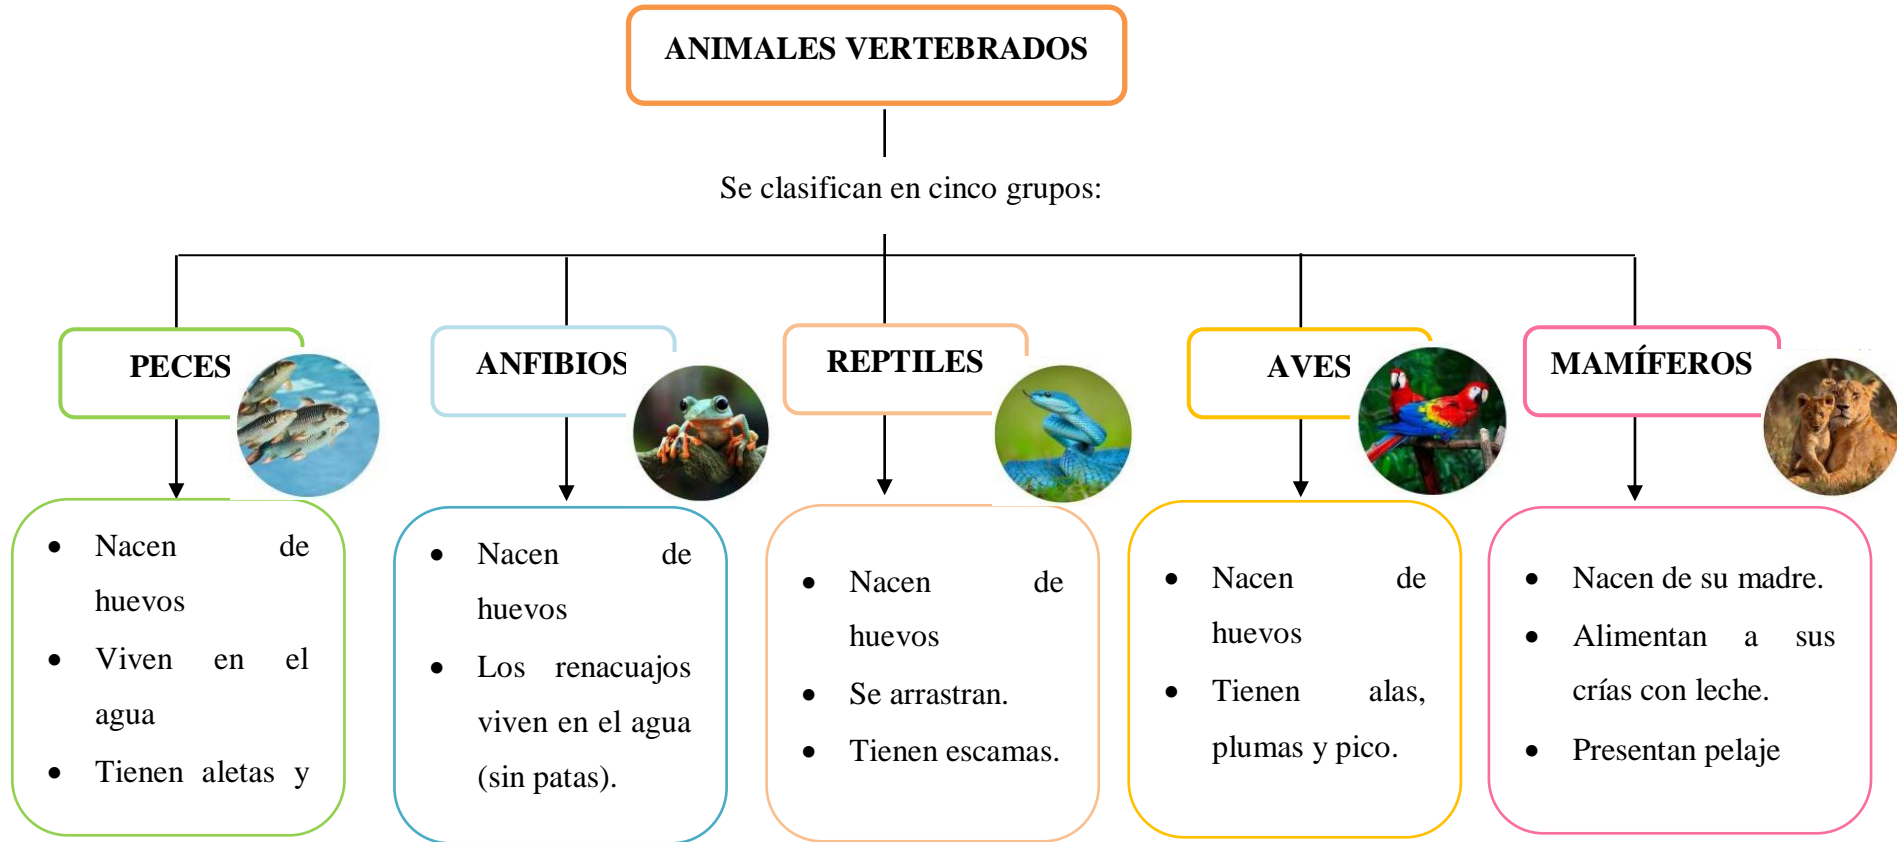 ANIMALES VERTEBRADOS
Se clasifican en cinco grupos:
PECES
ANFIBIOS
REPTILES
AVES
MAMÍFEROS
• Nacen de
huevos
• Viven en el
agua
• Tienen aletas y
• Nacen de
huevos
• Los renacuajos
viven en el agua
(sin patas).
• Nacen de
huevos
• Se arrastran.
• Tienen escamas.
• Nacen de
huevos
• Tienen alas,
plumas y pico.
• Nacen de su madre.
• Alimentan a sus
crías con leche.
• Presentan pelaje